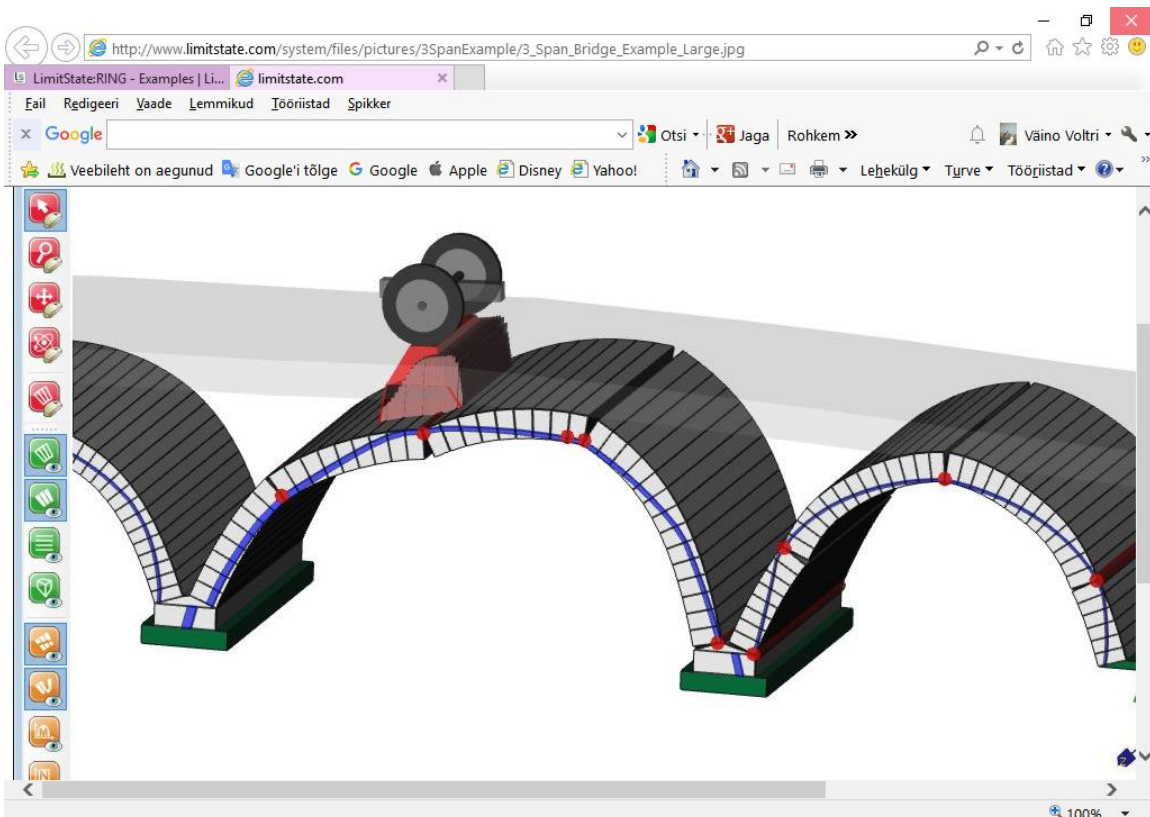 http://www.limitstate.com/system/files/pictures/3SpanExample/3_Span_Bridge_Example_Large.jpg
LimitState:RING - Examples | Li... limitstate.com
Fail Redigeeri Vaade Lemmikud Tööriistad Spikker
x Google Otsi Jaga Rohkem » Väino Voltri
Veebileht on aegunud Google'i tõlge Google Apple Disney Yahoo! Lehekülg Turve Tööriistad »
100%